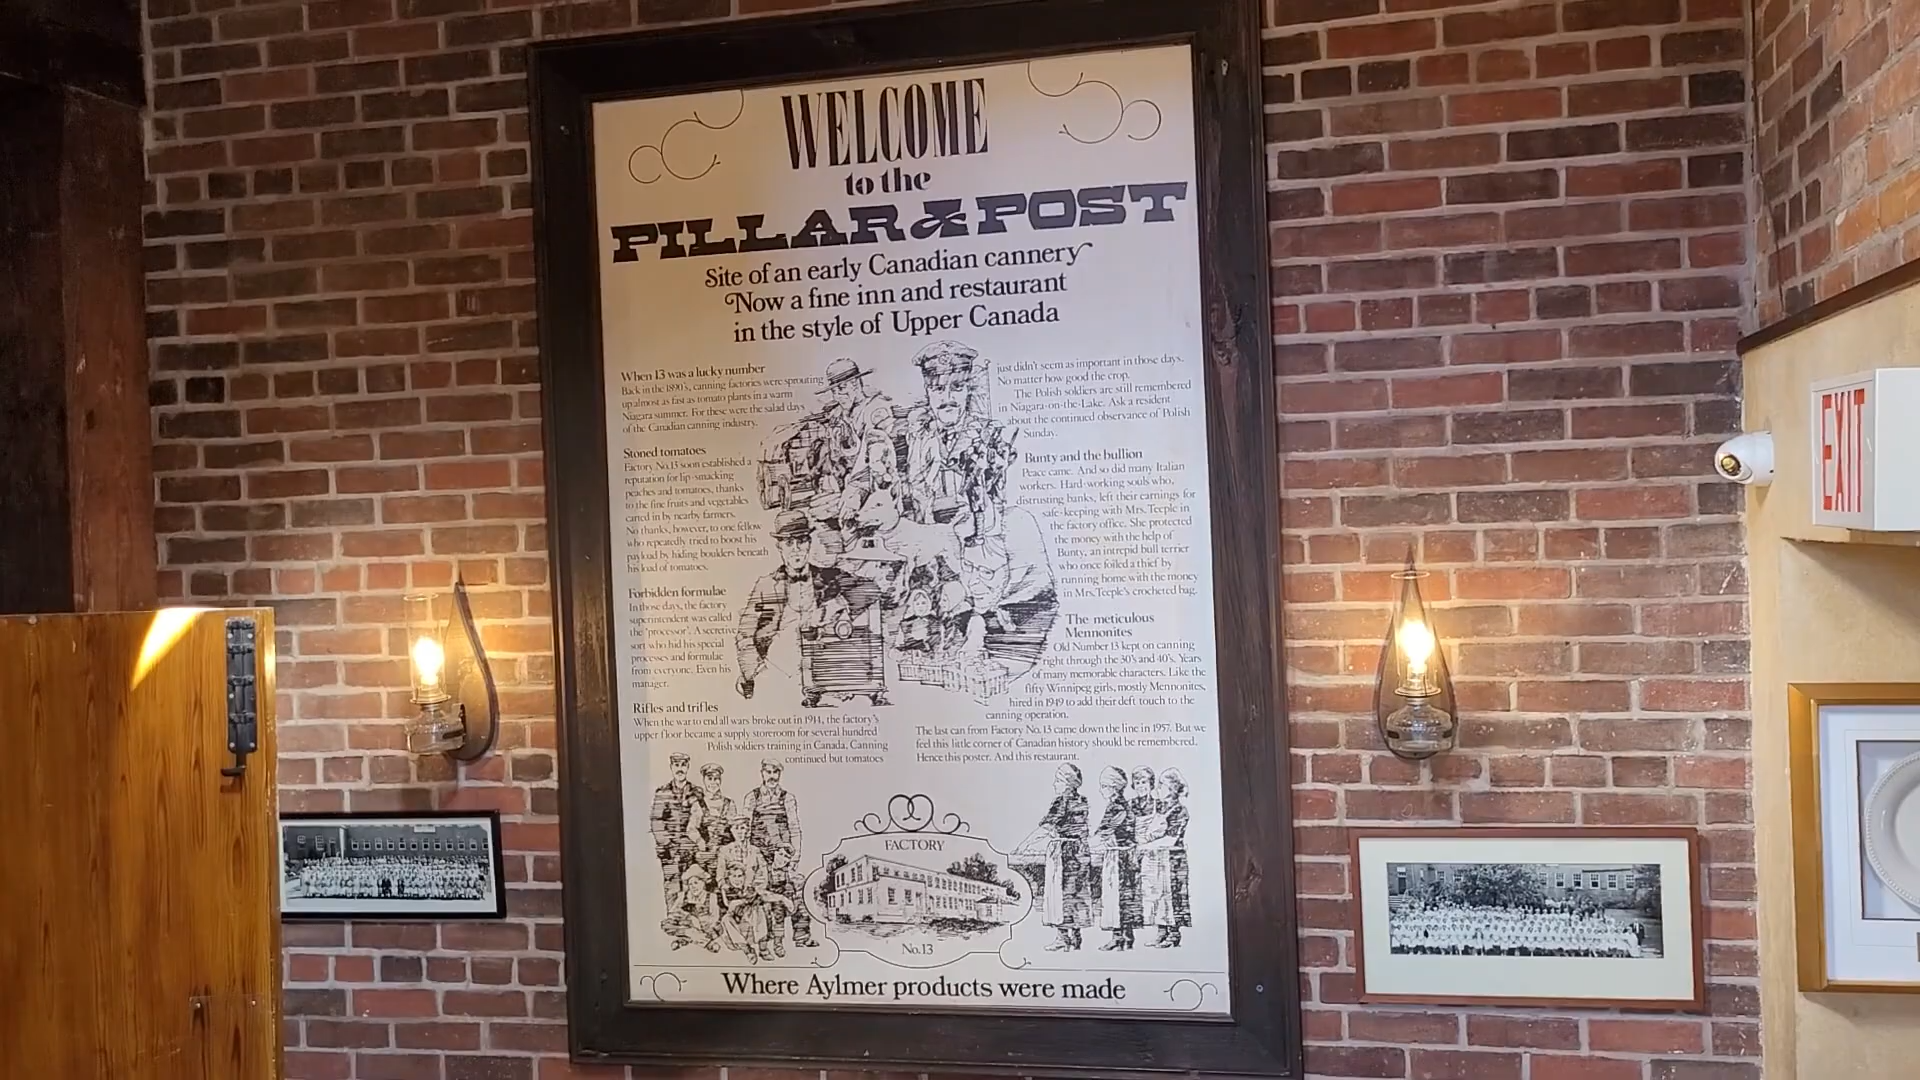 WELCOME
to the
PILLAR & POST
Site of an early Canadian cannery
Now a fine inn and restaurant
in the style of Upper Canada
When 13 was a lucky number
Back in the 1890's, canning factories were sprouting
up almost as fast as tomato plants in a warm
Niagara summer. For these were the salad days
of the Canadian canning industry.
Stoned tomatoes
Factory No.13 soon established a
reputation for lip-smacking
peaches and tomatoes, thanks
to the fine fruits and vegetables
carted in by nearby farmers.
No thanks, however, to one fellow
who repeatedly tried to boost his
payload by hiding boulders beneath
his load of tomatoes.
Forbidden formulae
In those days, the factory
superintendent was called
the 'processor'. A secretive
sort who hid his special
processes and formulae
from everyone. Even his
manager.
Rifles and trifles
When the war to end all wars broke out in 1914, the factory's
upper floor became a supply storeroom for several hundred
Polish soldiers training in Canada. Canning
continued but tomatoes
just didn't seem as important in those days.
No matter how good the crop.
The Polish soldiers are still remembered
in Niagara-on-the-Lake. Ask a resident
about the continued observance of Polish
Sunday.
Bunty and the bullion
Peace came. And so did many Italian
workers. Hard-working souls who,
distrusting banks, left their earnings for
safe-keeping with Mrs. Teeple in
the factory office. She protected
the money with the help of
Bunty, an intrepid bull terrier
who once foiled a thief by
running home with the money
in Mrs. Teeple's crocheted bag.
The meticulous
Mennonites
Old Number 13 kept on canning
right through the 30's and 40's. Years
of many memorable characters. Like the
fifty Winnipeg girls, mostly Mennonites,
hired in 1949 to add their deft touch to the
canning operation.
The last can from Factory No. 13 came down the line in 1957. But we
feel this little corner of Canadian history should be remembered.
Hence this poster. And this restaurant.
FACTORY
No.13
Where Aylmer products were made
EXIT